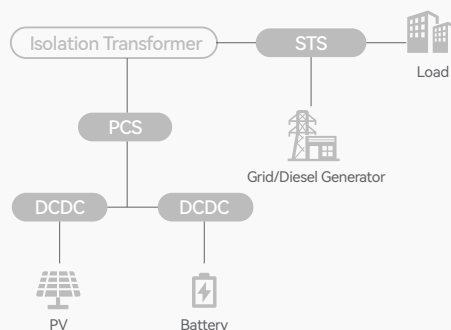 Isolation Transformer
STS
Load
PCS
Grid/Diesel Generator
DCDC
DCDC
PV
Battery